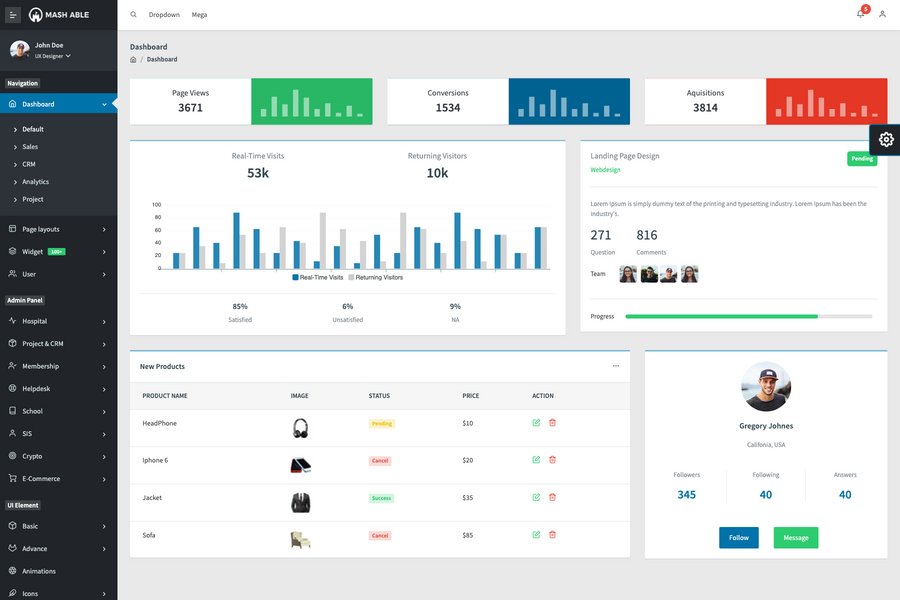 MASH ABLE
Dropdown Mega
5
John Doe
UX Designer
Navigation
Dashboard
Default
Sales
CRM
Analytics
Project
Page layouts
Widget 100+
User
Admin Panel
Hospital
Project & CRM
Membership
Helpdesk
School
SIS
Crypto
E-Commerce
UI Element
Basic
Advance
Animations
Icons
Dashboard
/ Dashboard
Page Views
3671
Conversions
1534
Aquisitions
3814
Real-Time Visits
53k
Returning Visitors
10k
100
80
60
40
20
0
Real-Time Visits Returning Visitors
85%
Satisfied
6%
Unsatisfied
9%
NA
Landing Page Design
Webdesign
Pending
Lorem Ipsum is simply dummy text of the printing and typesetting industry. Lorem Ipsum has been the
industry's.
271 816
Question Comments
Team
Progress
New Products
PRODUCT NAME IMAGE STATUS PRICE ACTION
HeadPhone Pending $10
Iphone 6 Cancel $20
Jacket Success $35
Sofa Cancel $85
Gregory Johnes
Califonia, USA
Followers Following Answers
345 40 40
Follow Message